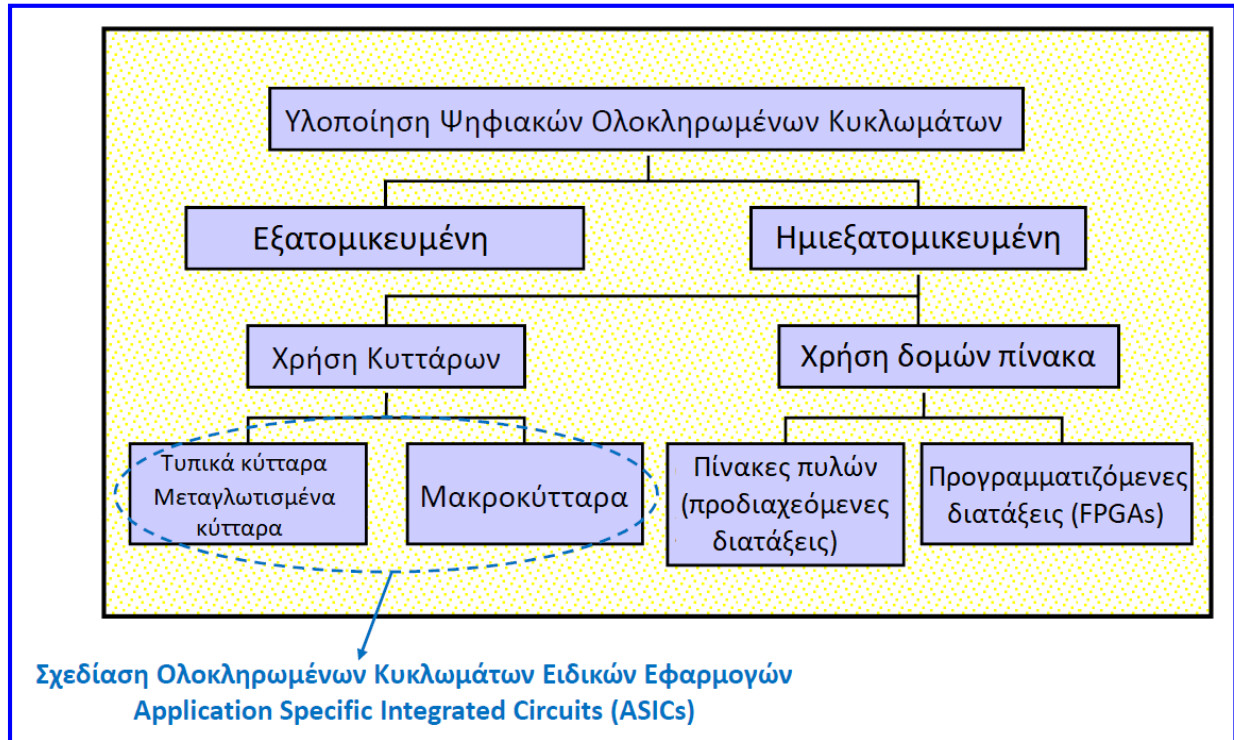 Υλοποίηση Ψηφιακών Ολοκληρωμένων Κυκλωμάτων
Εξατομικευμένη
Ημιεξατομικευμένη
Χρήση Κυττάρων
Χρήση δομών πίνακα
Τυπικά κύτταρα
Μεταγλωτισμένα
κύτταρα
Μακροκύτταρα
Πίνακες πυλών
(προδιαχεόμενες
διατάξεις)
Προγραμματιζόμενες
διατάξεις (FPGAs)
Σχεδίαση Ολοκληρωμένων Κυκλωμάτων Ειδικών Εφαρμογών
Application Specific Integrated Circuits (ASICs)